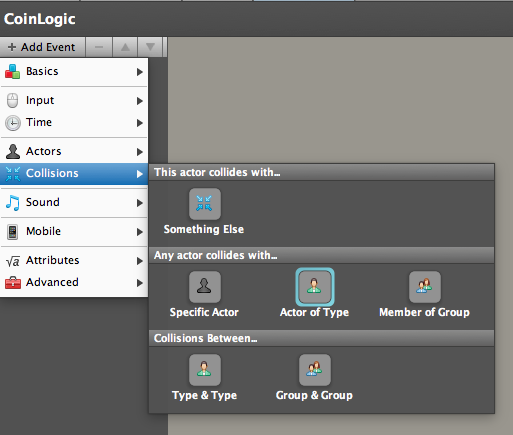 CoinLogic
+ Add Event
Basics
Input
Time
Actors
Collisions
Sound
Mobile
√a Attributes
Advanced
This actor collides with...
Something Else
Any actor collides with...
Specific Actor Actor of Type Member of Group
Collisions Between...
Type & Type Group & Group